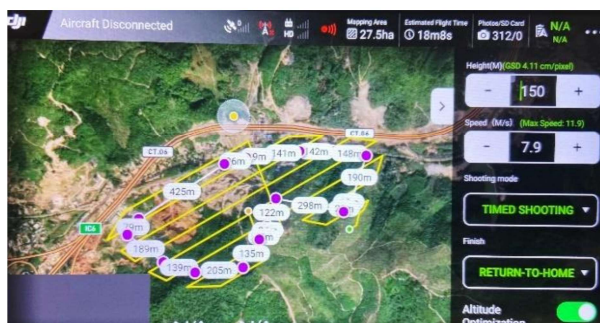 dji
Aircraft Disconnected
HD
Mapping Area
27.5ha
Estimated Flight Time
18m8s
Photos/SD Card
312/0
N/A
N/A
Height(M)(GSD 4.11 cm/pixel)
- 150 +
Speed (M/s) (Max Speed: 11.9)
- 7.9 +
Shooting mode
TIMED SHOOTING
Finish
RETURN-TO-HOME
Altitude
Optimization
CT.06
CT.06
141m
142m
148m
190m
425m
298m
122m
IC6
189m
135m
139m
205m